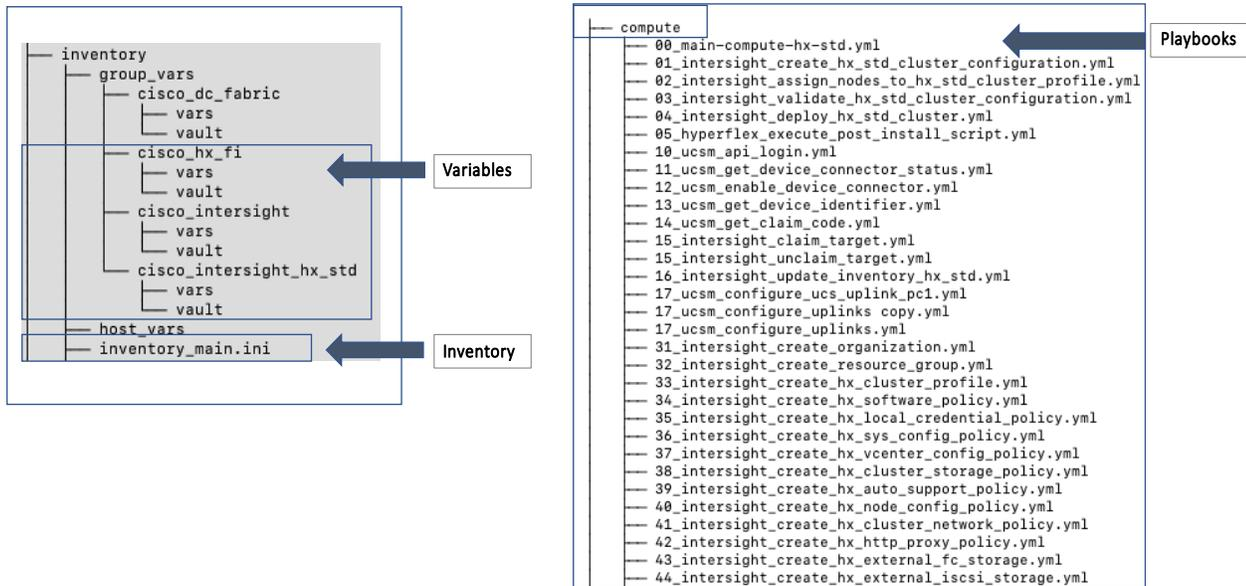 inventory
group_vars
cisco_dc_fabric
vars
vault
cisco_hx_fi
vars
vault
cisco_intersight
vars
vault
cisco_intersight_hx_std
vars
vault
host_vars
inventory_main.ini
Variables
Inventory
compute
00_main-compute-hx-std.yml
01_intersight_create_hx_std_cluster_configuration.yml
02_intersight_assign_nodes_to_hx_std_cluster_profile.yml
03_intersight_validate_hx_std_cluster_configuration.yml
04_intersight_deploy_hx_std_cluster.yml
05_hyperflex_execute_post_install_script.yml
10_ucsm_api_login.yml
11_ucsm_get_device_connector_status.yml
12_ucsm_enable_device_connector.yml
13_ucsm_get_device_identifier.yml
14_ucsm_get_claim_code.yml
15_intersight_claim_target.yml
15_intersight_unclaim_target.yml
16_intersight_update_inventory_hx_std.yml
17_ucsm_configure_ucs_uplink_pc1.yml
17_ucsm_configure_uplinks copy.yml
17_ucsm_configure_uplinks.yml
31_intersight_create_organization.yml
32_intersight_create_resource_group.yml
33_intersight_create_hx_cluster_profile.yml
34_intersight_create_hx_software_policy.yml
35_intersight_create_hx_local_credential_policy.yml
36_intersight_create_hx_sys_config_policy.yml
37_intersight_create_hx_vcenter_config_policy.yml
38_intersight_create_hx_cluster_storage_policy.yml
39_intersight_create_hx_auto_support_policy.yml
40_intersight_create_hx_node_config_policy.yml
41_intersight_create_hx_cluster_network_policy.yml
42_intersight_create_hx_http_proxy_policy.yml
43_intersight_create_hx_external_fc_storage.yml
44_intersight_create_hx_external_iscsi_storage.yml
Playbooks